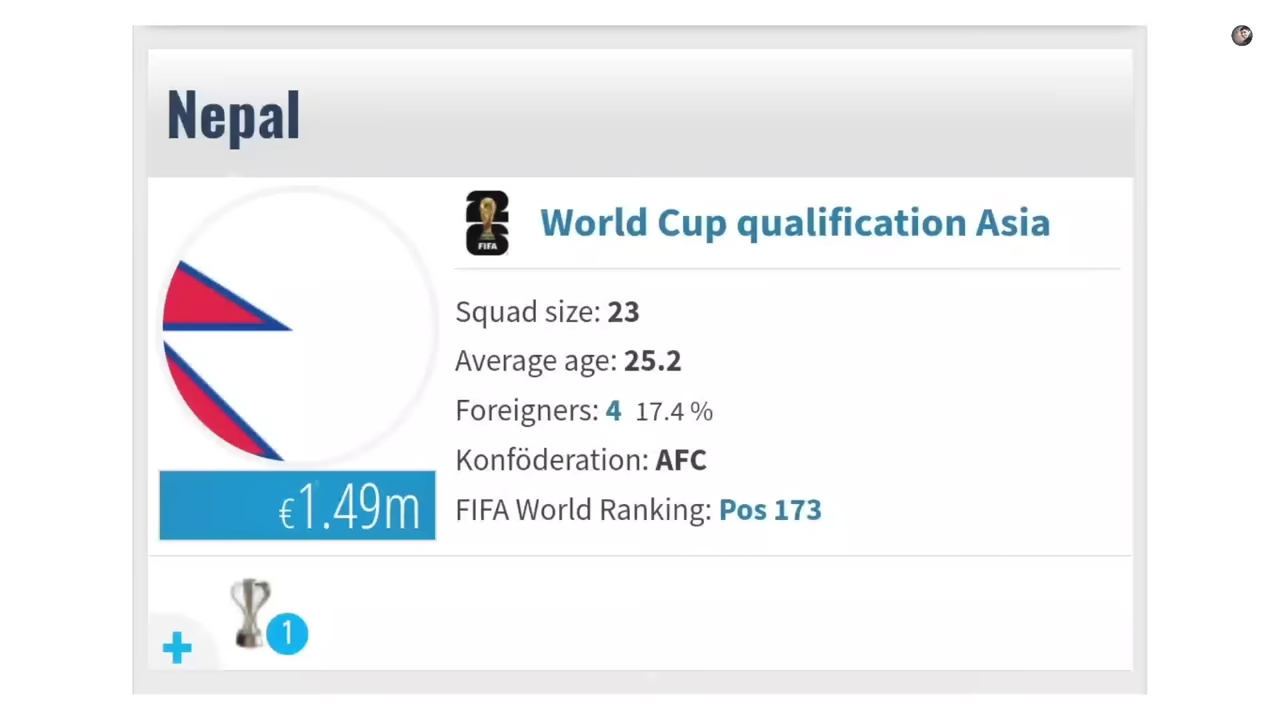 Nepal
FIFA
World Cup qualification Asia
Squad size: 23
Average age: 25.2
Foreigners: 4 17.4 %
Konföderation: AFC
€1.49m
FIFA World Ranking: Pos 173
1